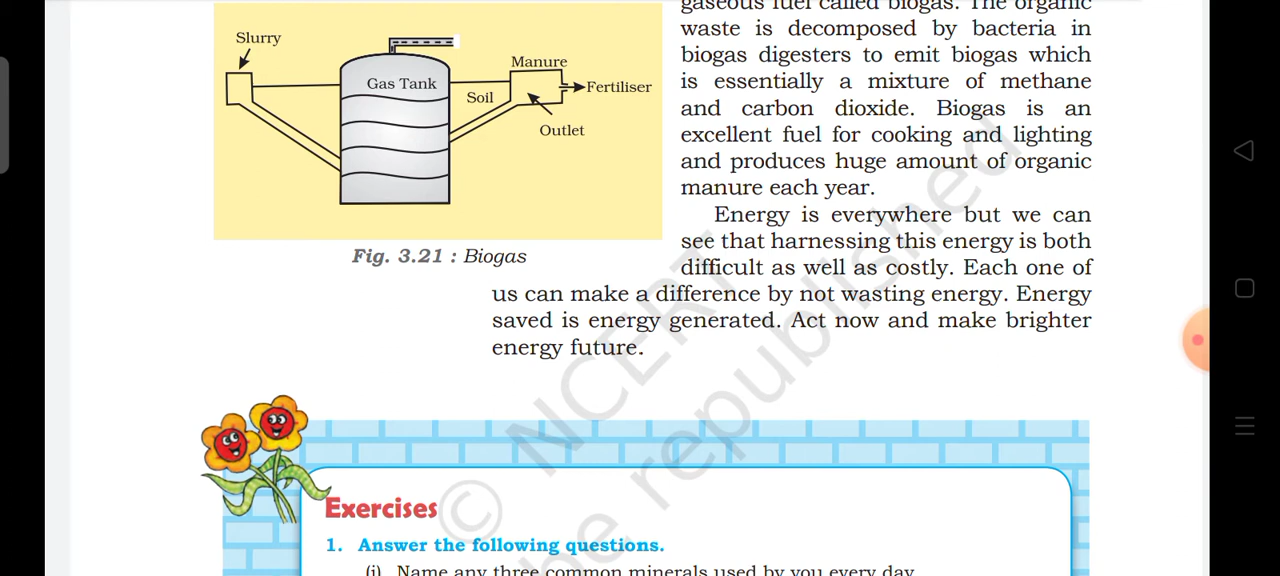 gaseous fuel called biogas. The organic
waste is decomposed by bacteria in
biogas digesters to emit biogas which
is essentially a mixture of methane
and carbon dioxide. Biogas is an
excellent fuel for cooking and lighting
and produces huge amount of organic
manure each year.
Slurry
Gas Tank
Soil
Manure
Fertiliser
Outlet
Fig. 3.21 : Biogas
Energy is everywhere but we can
see that harnessing this energy is both
difficult as well as costly. Each one of
us can make a difference by not wasting energy. Energy
saved is energy generated. Act now and make brighter
energy future.
© NCERT
be republished
Exercises
1. Answer the following questions.
(i) Name any three common minerals used by you every day